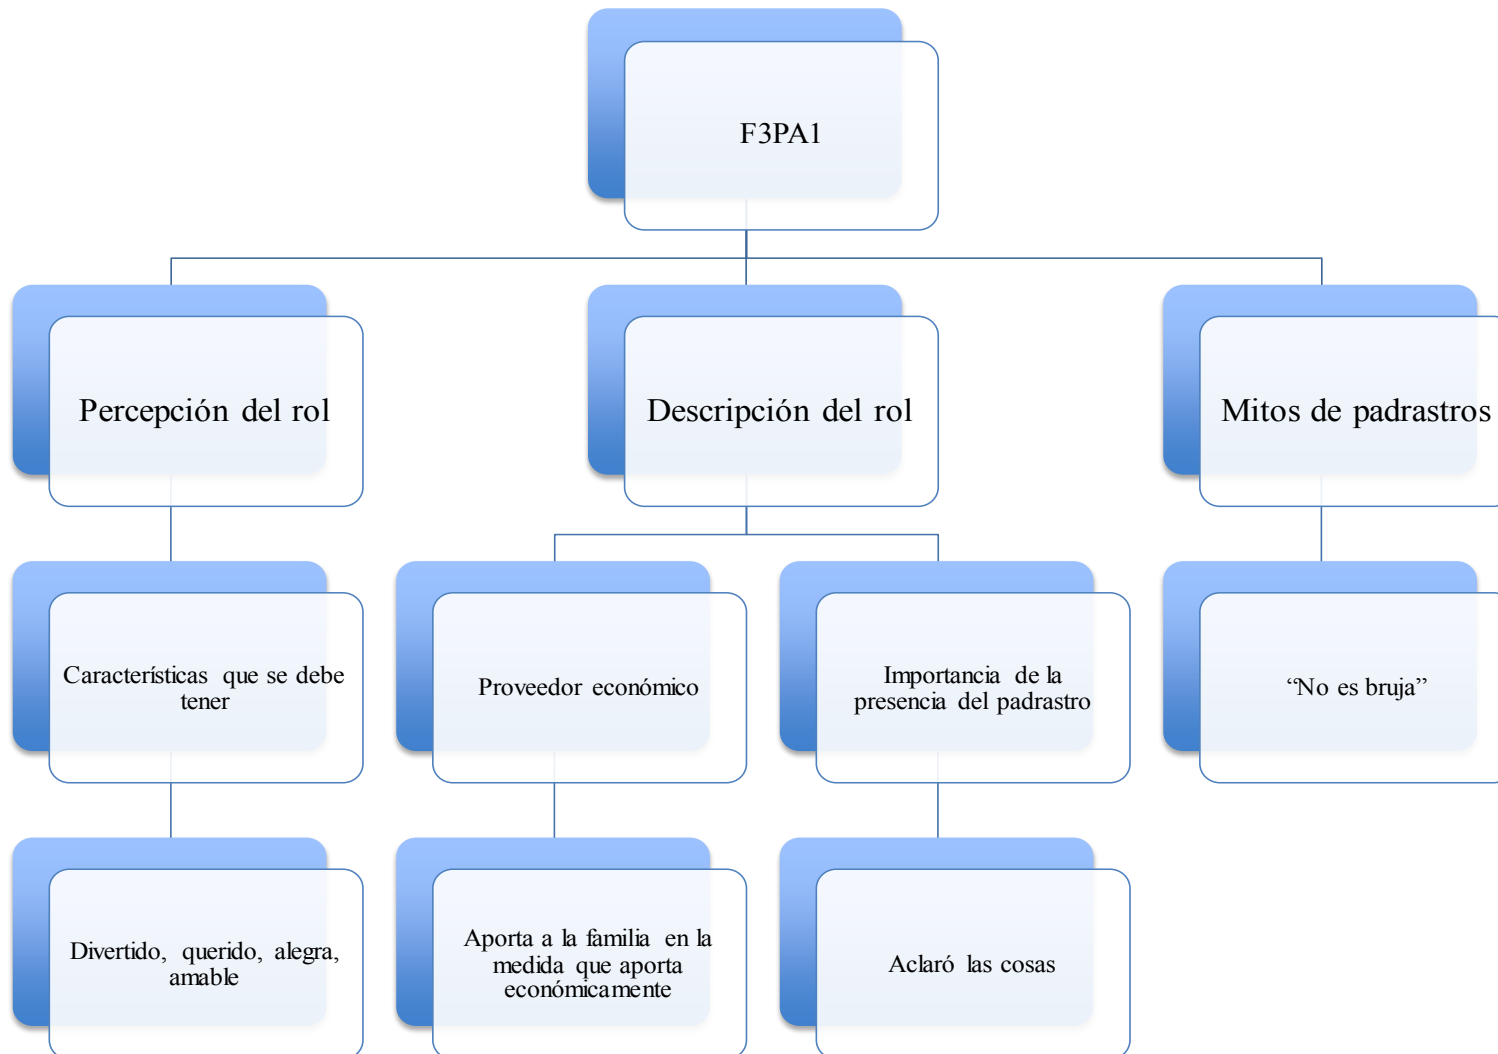 F3PA1
Percepción del rol
Descripción del rol
Mitos de padrastros
Características que se debe
tener
Proveedor económico
Importancia de la
presencia del padrastro
“No es bruja”
Divertido, querido, alegra,
amable
Aporta a la familia en la
medida que aporta
económicamente
Aclaró las cosas